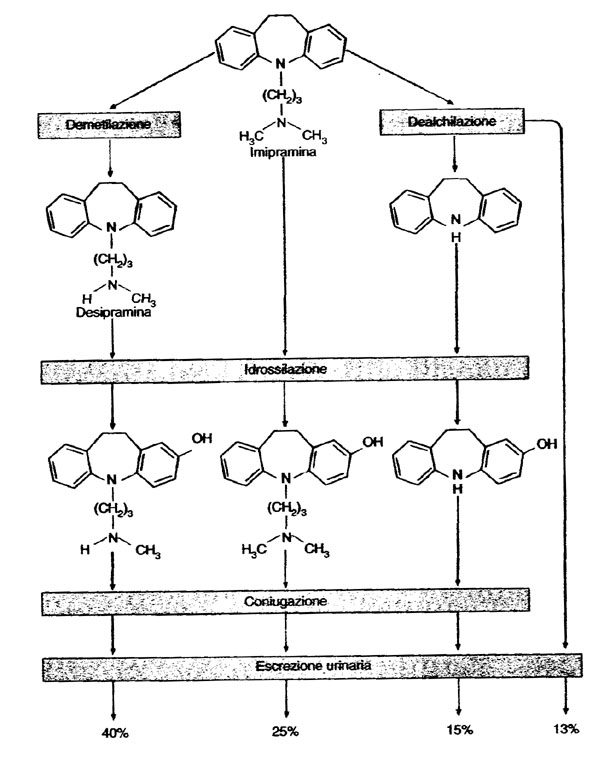 N
(CH₂)₃
N
H₃C CH₃
Imipramina
Demetilazione
Dealchilazione
N
(CH₂)₃
N
H CH₃
Desipramina
N
H
Idrossilazione
OH
N
(CH₂)₃
N
H CH₃
OH
N
(CH₂)₃
N
H₃C CH₃
OH
N
H
Coniugazione
Escrezione urinaria
40% 25% 15% 13%